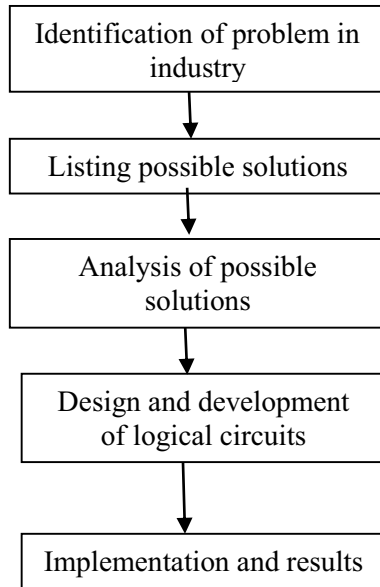 Identification of problem in
industry
Listing possible solutions
Analysis of possible
solutions
Design and development
of logical circuits
Implementation and results